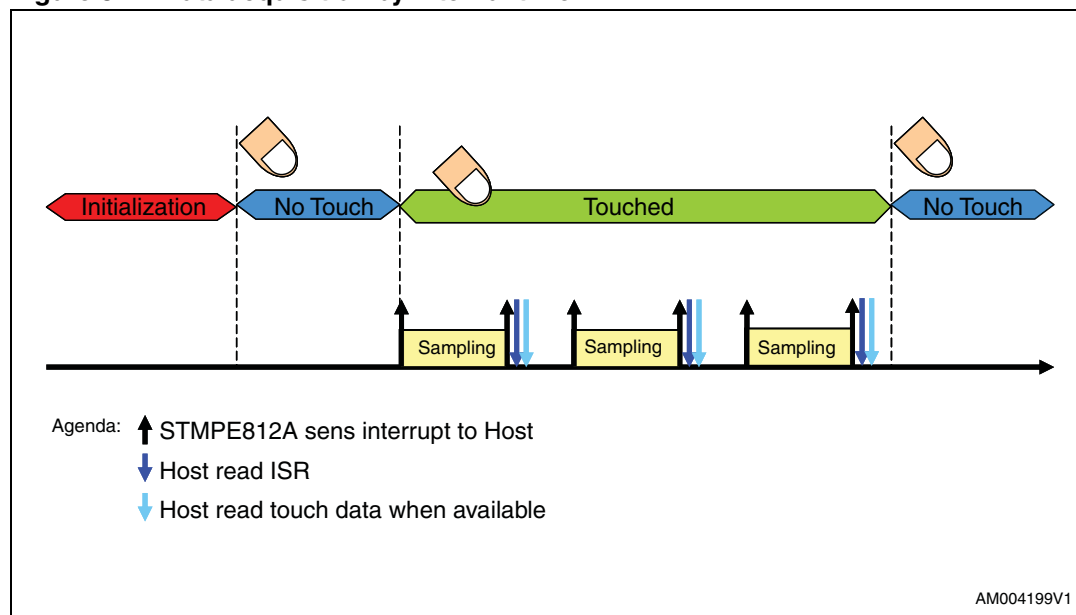 Initialization
No Touch
Touched
No Touch
Sampling
Sampling
Sampling
Agenda:
STMPE812A sens interrupt to Host
Host read ISR
Host read touch data when available
AM004199V1